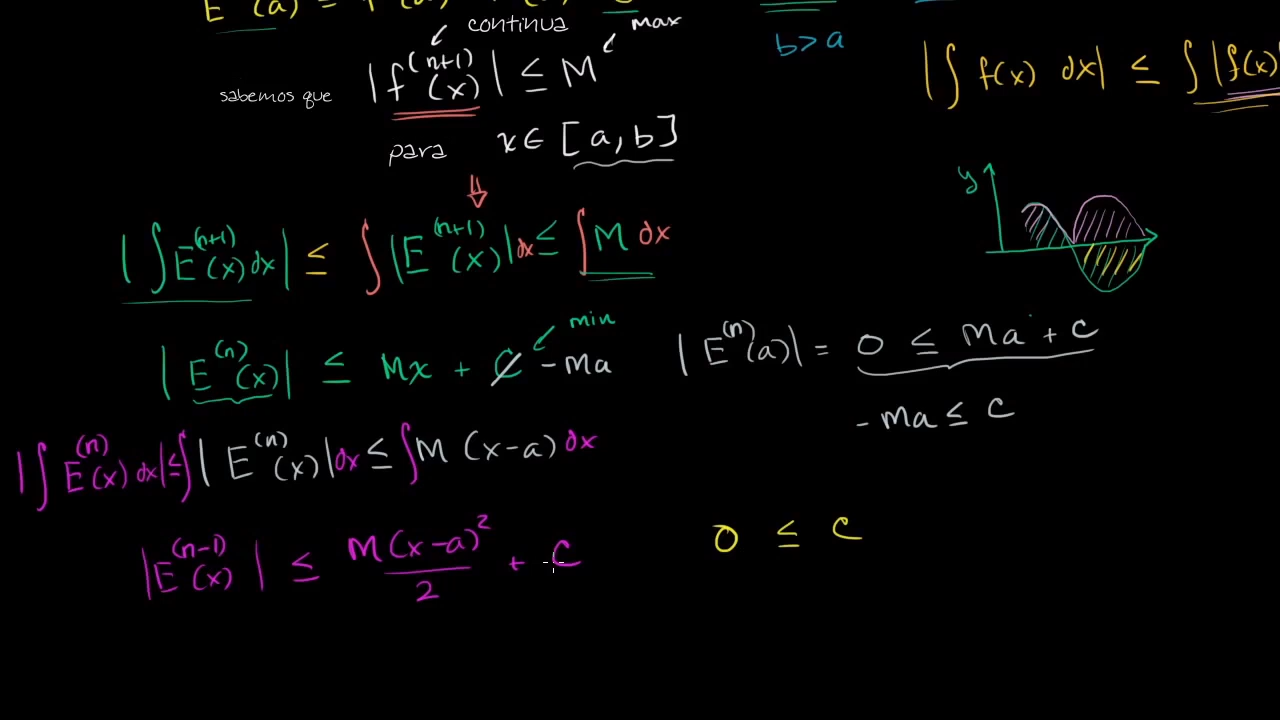 continua
max
b > a
sabemos que |f^(n+1)(x)| ≤ M
|∫ f(x) dx| ≤ ∫ |f(x)
para x ∈ [a, b]
y
|∫ E^(n+1)(x) dx| ≤ ∫ |E^(n+1)(x)| dx ≤ ∫ M dx
min
|E^(n)(x)| ≤ Mx + C - Ma
|E^(n)(a)| = 0 ≤ Ma + C
- Ma ≤ C
|∫ E^(n)(x) dx| ≤ ∫ |E^(n)(x)| dx ≤ ∫ M (x-a) dx
0 ≤ C
|E^(n-1)(x)| ≤ M(x-a)²/2 + C